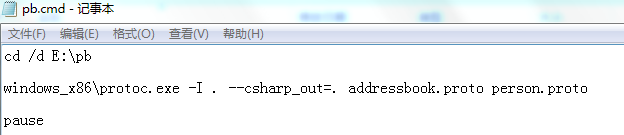 pb.cmd - 记事本
文件(F) 编辑(E) 格式(O) 查看(V) 帮助(H)
cd /d E:\pb
windows_x86\protoc.exe -I . --csharp_out=. addressbook.proto person.proto
pause